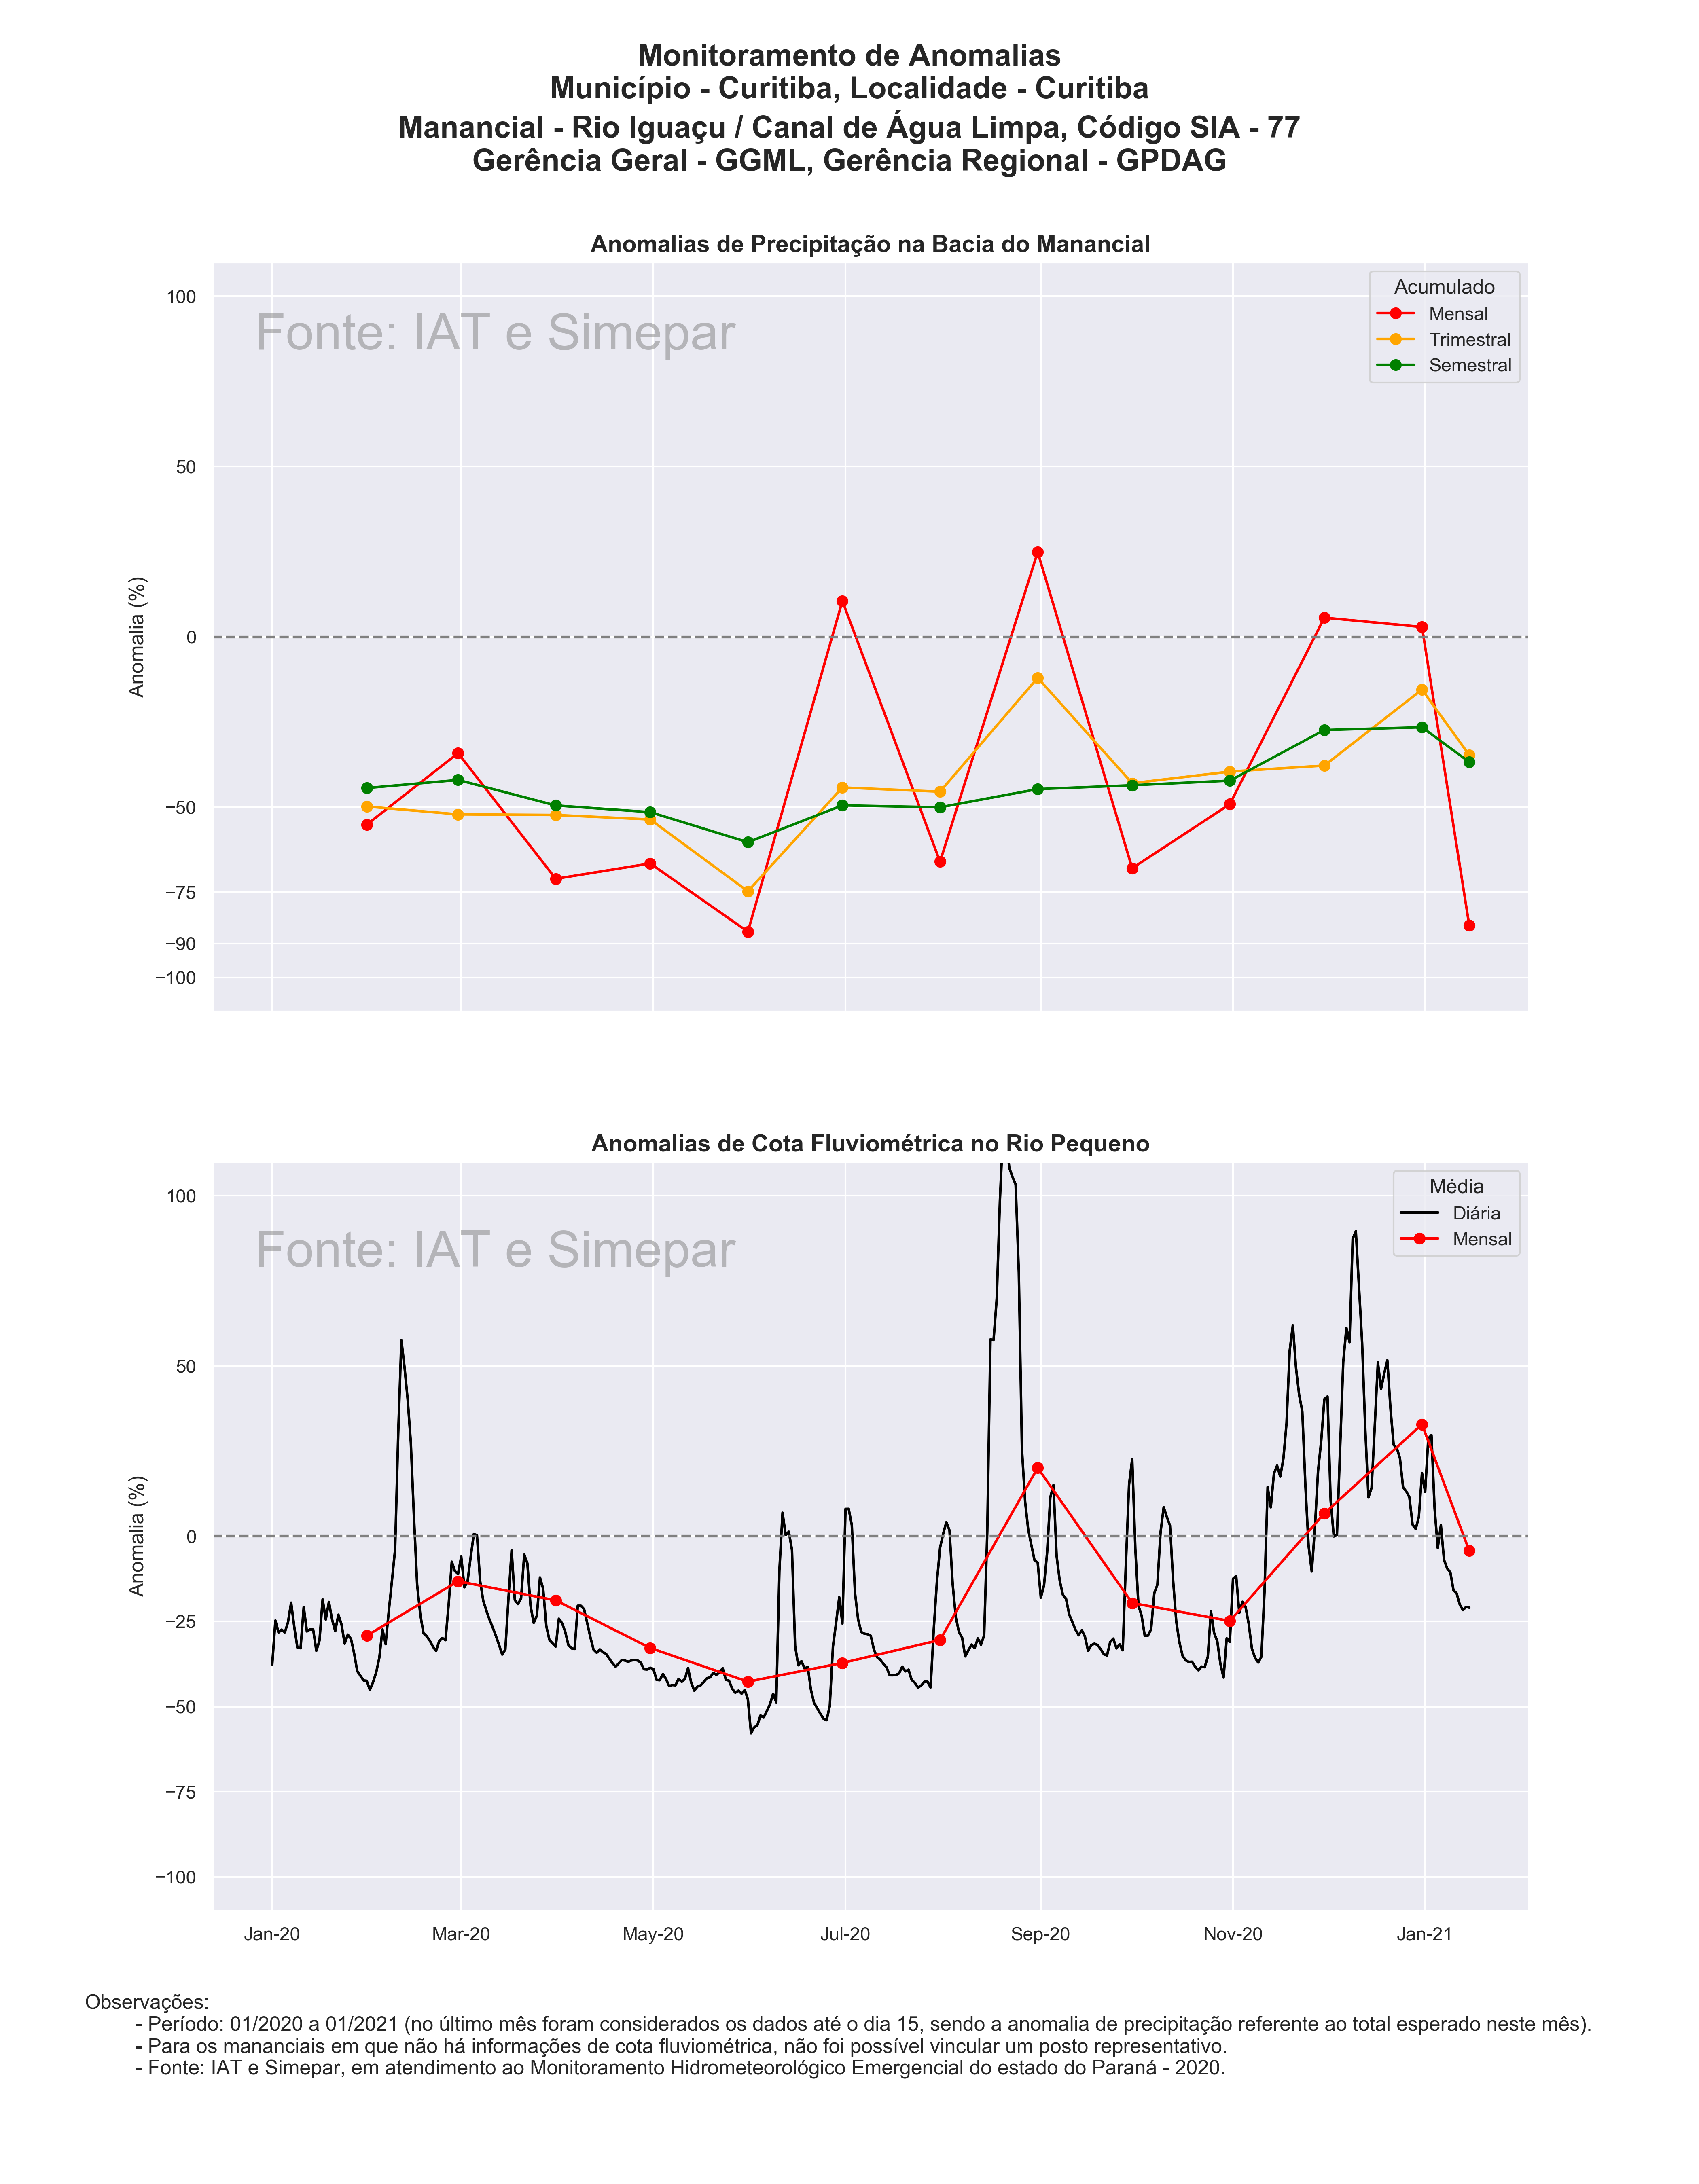 Monitoramento de Anomalias
Município - Curitiba, Localidade - Curitiba
Manancial - Rio Iguaçu / Canal de Água Limpa, Código SIA - 77
Gerência Geral - GGML, Gerência Regional - GPDAG
Anomalias de Precipitação na Bacia do Manancial
Fonte: IAT e Simepar
Acumulado
Mensal
Trimestral
Semestral
Anomalia (%)
100
50
0
−50
−75
−90
−100
Anomalias de Cota Fluviométrica no Rio Pequeno
Fonte: IAT e Simepar
Média
Diária
Mensal
Anomalia (%)
100
50
0
−25
−50
−75
−100
Jan-20 Mar-20 May-20 Jul-20 Sep-20 Nov-20 Jan-21
Observações:
- Período: 01/2020 a 01/2021 (no último mês foram considerados os dados até o dia 15, sendo a anomalia de precipitação referente ao total esperado neste mês).
- Para os mananciais em que não há informações de cota fluviométrica, não foi possível vincular um posto representativo.
- Fonte: IAT e Simepar, em atendimento ao Monitoramento Hidrometeorológico Emergencial do estado do Paraná - 2020.